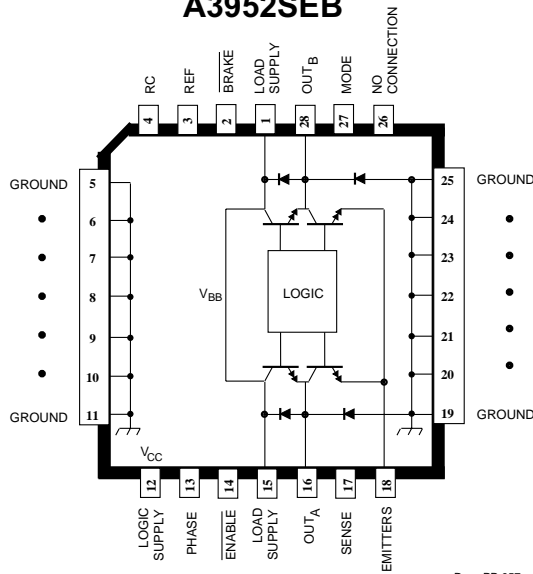 A3952SEB
RC
REF
BRAKE
LOAD
SUPPLY
OUTB
MODE
NO
CONNECTION
4
3
2
1
28
27
26
GROUND
5
6
7
8
9
10
11
GROUND
VBB
LOGIC
VCC
25
GROUND
24
23
22
21
20
19
GROUND
12
13
14
15
16
17
18
LOGIC
SUPPLY
PHASE
ENABLE
LOAD
SUPPLY
OUTA
SENSE
EMITTERS